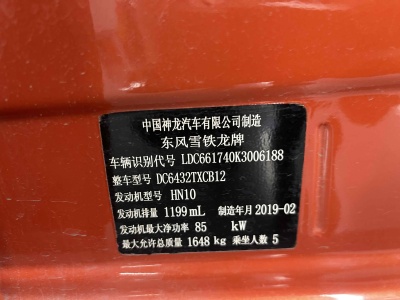 中国神龙汽车有限公司制造
东风雪铁龙牌
车辆识别代号 LDC661740K3006188
整车型号 DC6432TXCB12
发动机型号 HN10
发动机排量 1199 mL 制造年月 2019-02
发动机最大净功率 85 kW
最大允许总质量 1648 kg 乘坐人数 5